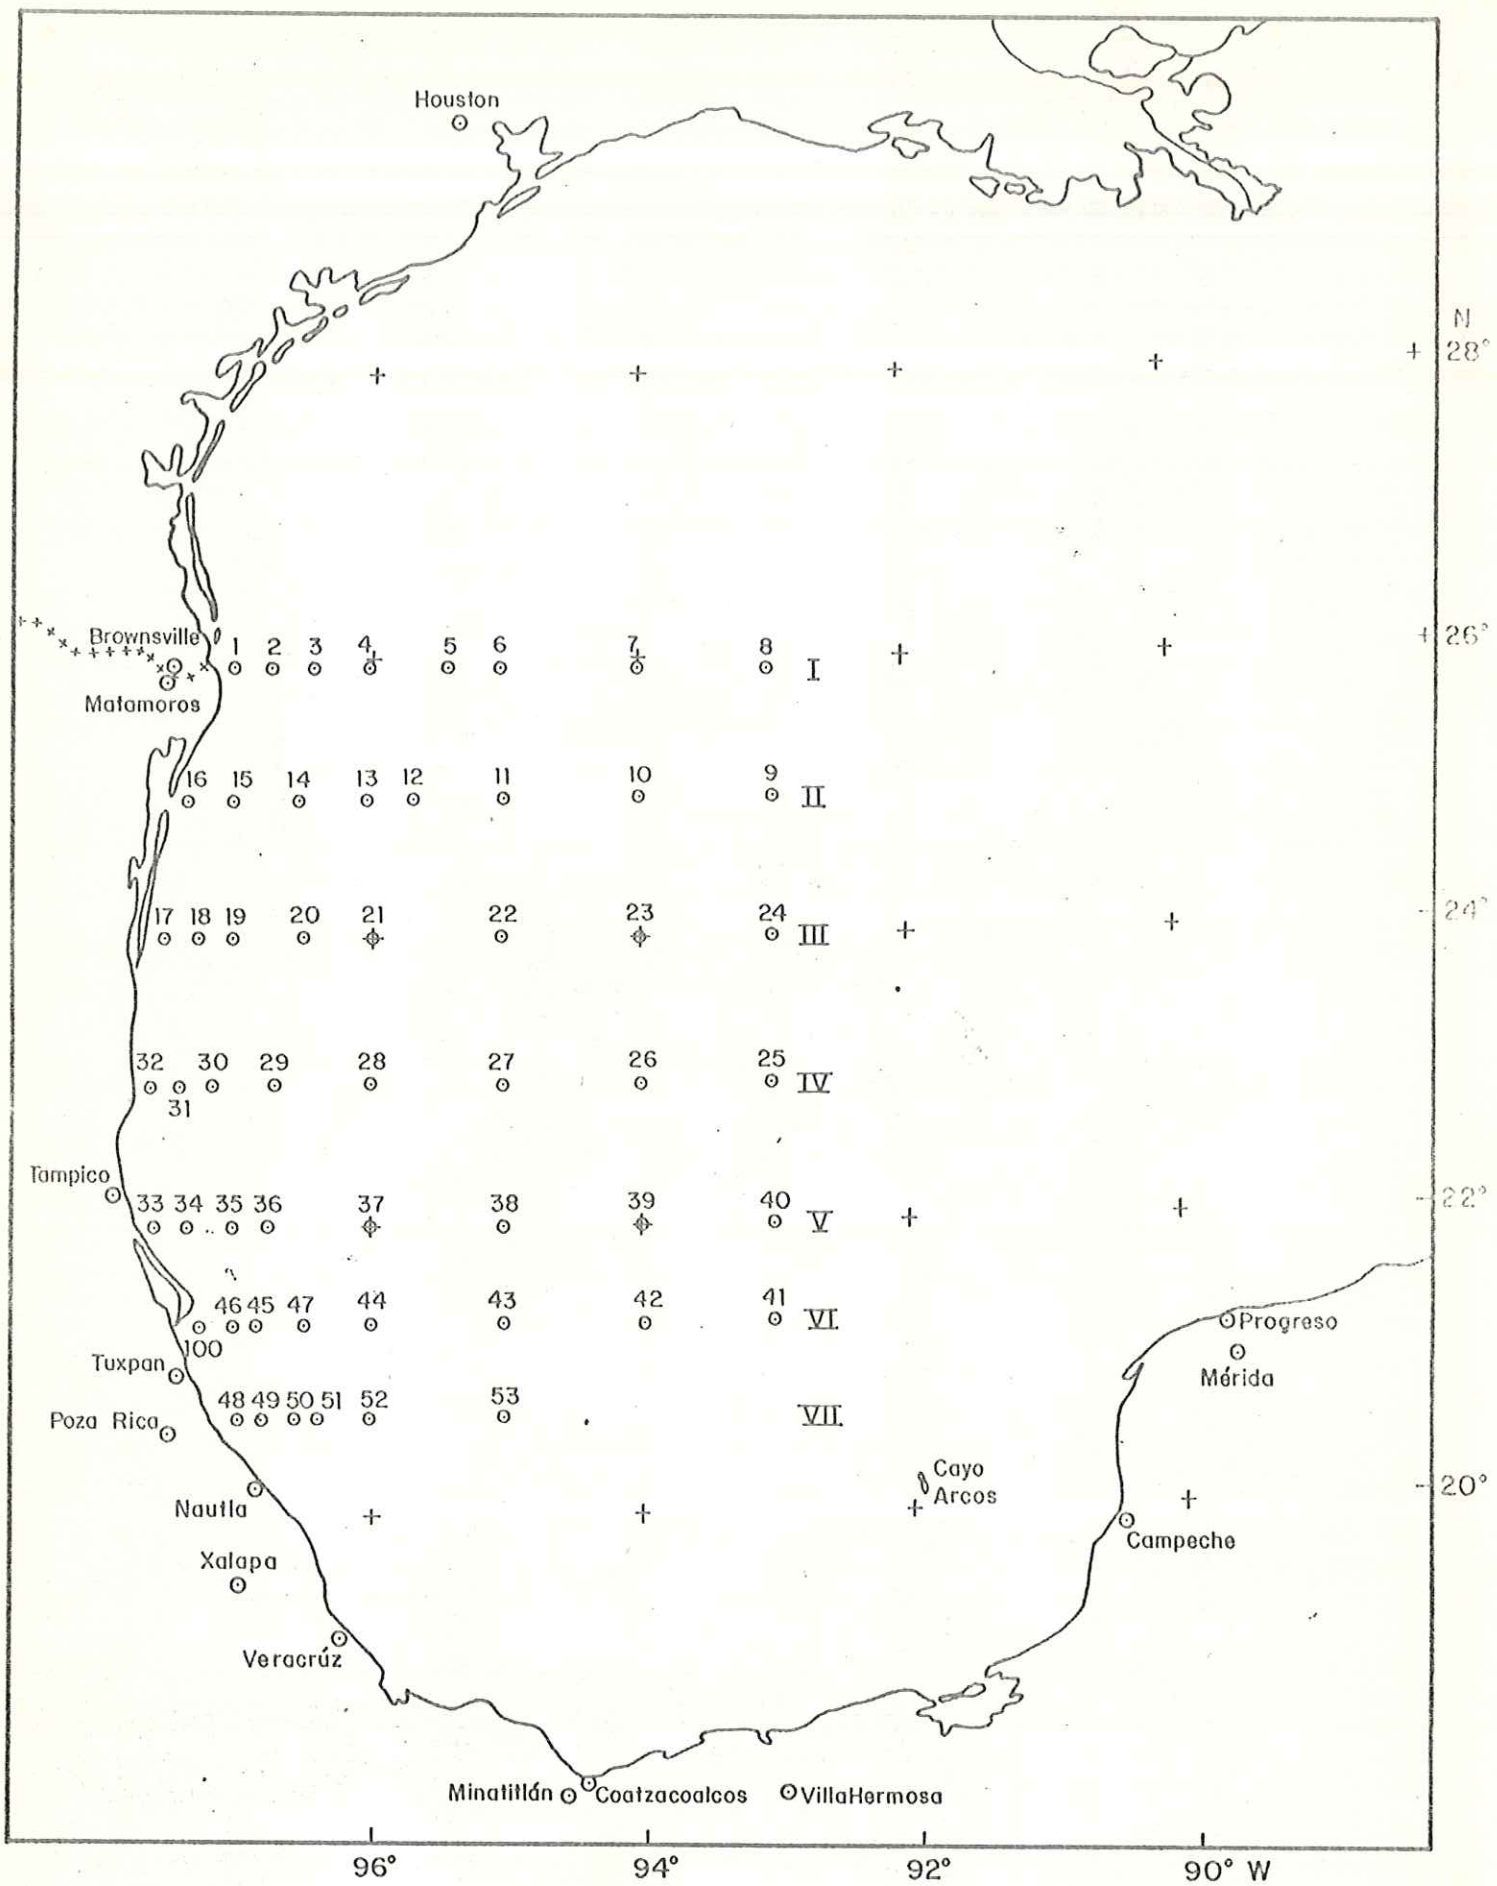 Houston
N
28°
26°
Brownsville
1 2 3 4 5 6 7 8 I
Matamoros
16 15 14 13 12 11 10 9 II
24°
17 18 19 20 21 22 23 24 III
32 30 29 28 27 26 25 IV
31
Tampico
22°
33 34 35 36 37 38 39 40 V
46 45 47 44 43 42 41 VI
100
Progreso
Tuxpan
Mérida
48 49 50 51 52 53 VII
Poza Rica
Cayo
Arcos
20°
Nautla
Campeche
Xalapa
Veracrúz
Minatitlán
Coatzacoalcos
VillaHermosa
96° 94° 92° 90° W